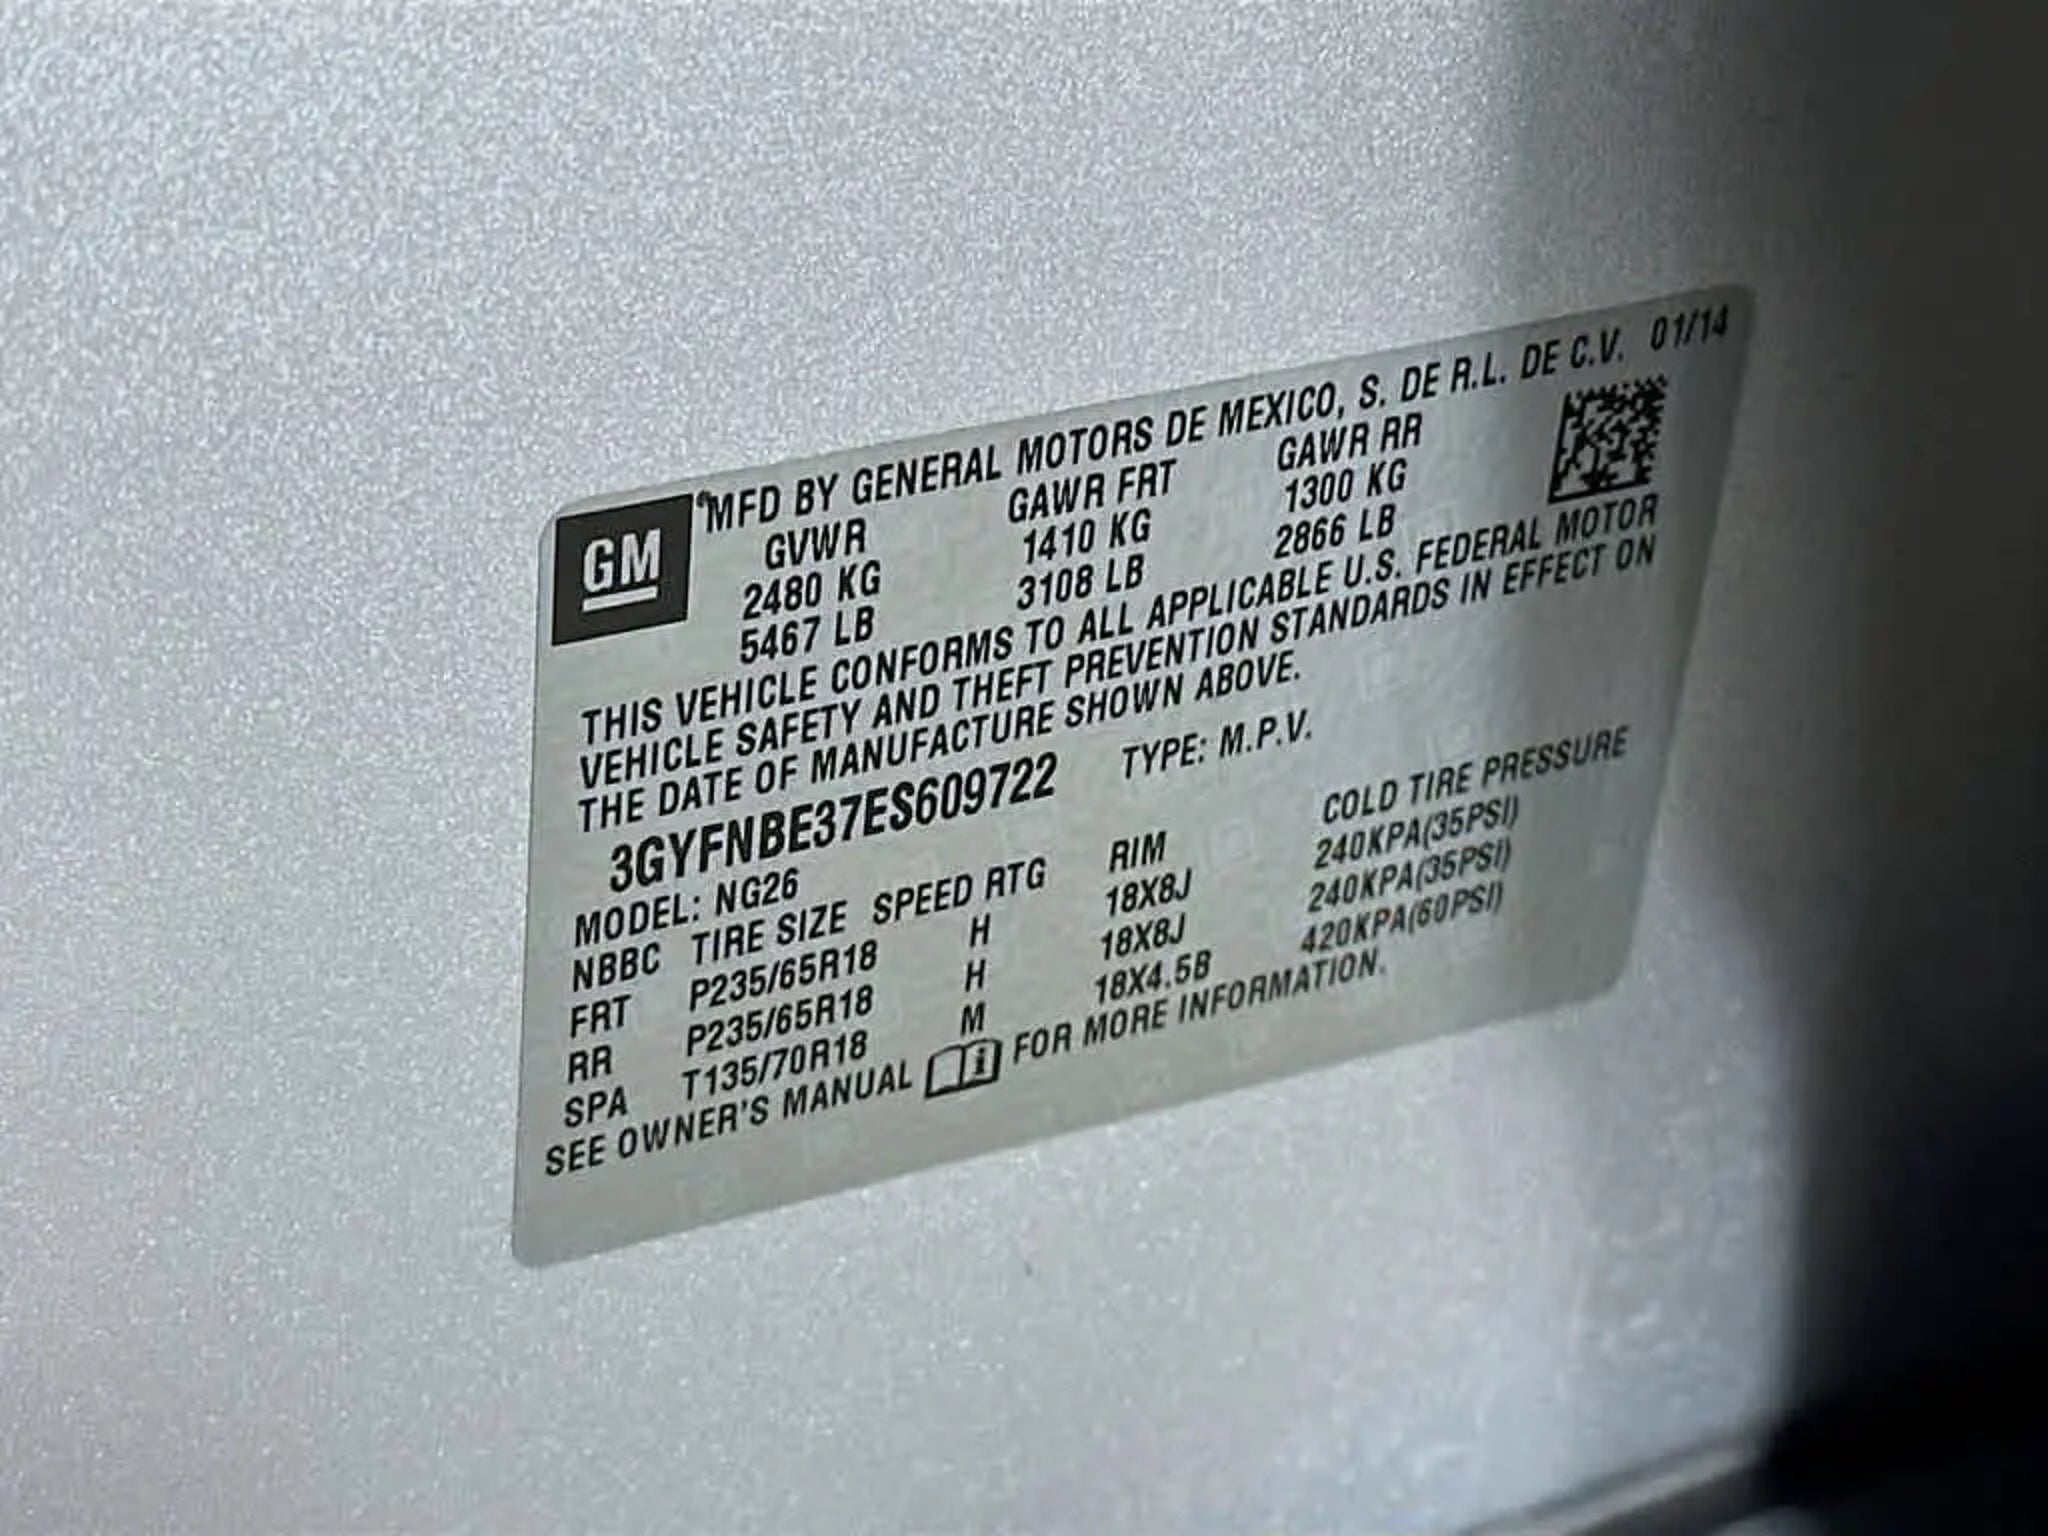 GM
MFD BY GENERAL MOTORS DE MEXICO, S. DE R.L. DE C.V. 01/14
GVWR GAWR FRT GAWR RR
2480 KG 1410 KG 1300 KG
5467 LB 3108 LB 2866 LB
THIS VEHICLE CONFORMS TO ALL APPLICABLE U.S. FEDERAL MOTOR
VEHICLE SAFETY AND THEFT PREVENTION STANDARDS IN EFFECT ON
THE DATE OF MANUFACTURE SHOWN ABOVE.
3GYFNBE37ES609722 TYPE: M.P.V.
MODEL: NG26
NBBC TIRE SIZE SPEED RTG RIM COLD TIRE PRESSURE
FRT P235/65R18 H 18X8J 240KPA(35PSI)
RR P235/65R18 H 18X8J 240KPA(35PSI)
SPA T135/70R18 M 18X4.5B 420KPA(60PSI)
SEE OWNER'S MANUAL i FOR MORE INFORMATION.